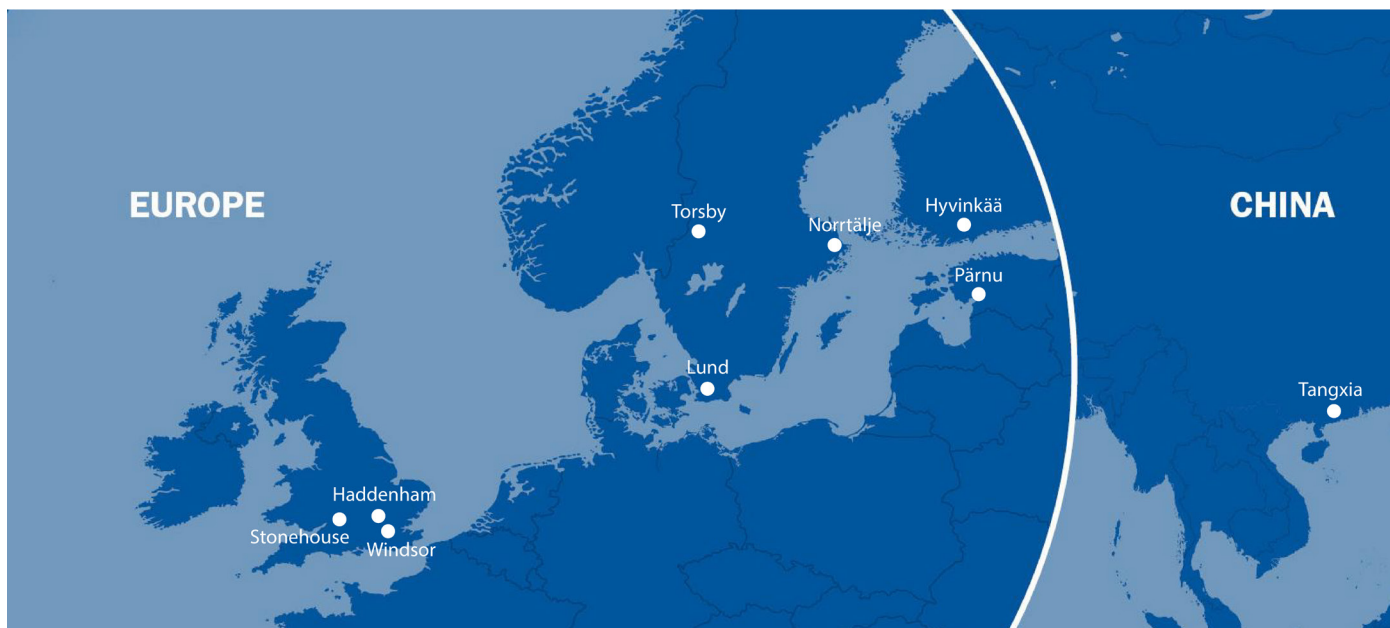 EUROPE
CHINA
Torsby
Norrtälje
Hyvinkää
Pärnu
Lund
Tangxia
Haddenham
Stonehouse
Windsor